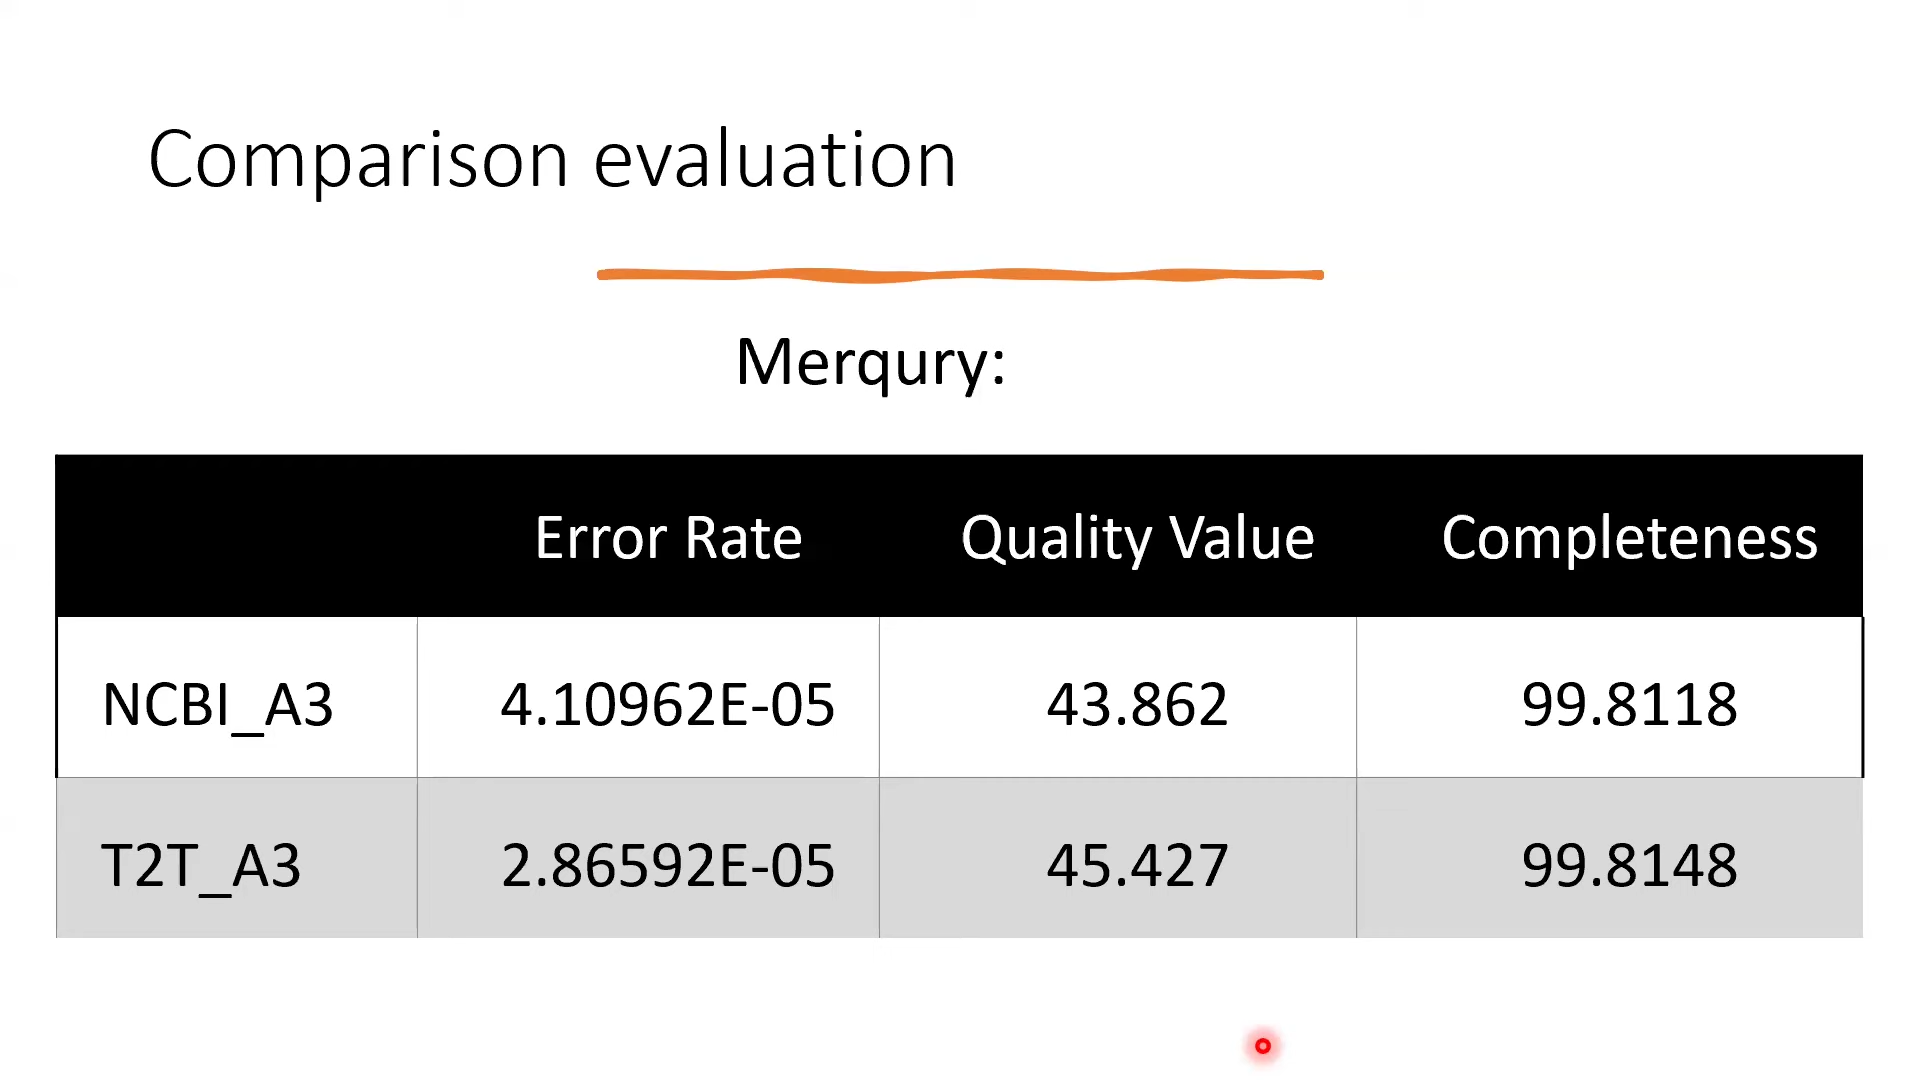 Comparison evaluation
Merqury:
Error Rate Quality Value Completeness
NCBI_A3 4.10962E-05 43.862 99.8118
T2T_A3 2.86592E-05 45.427 99.8148